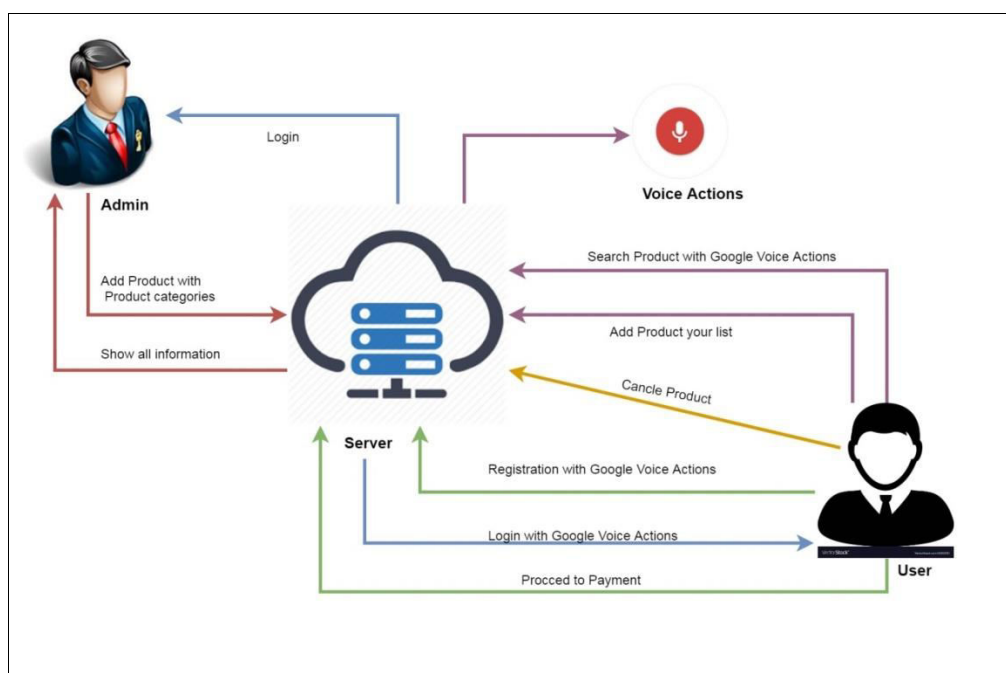 Login
Admin
Voice Actions
Search Product with Google Voice Actions
Add Product with
Product categories
Add Product your list
Show all information
Cancle Product
Server
Registration with Google Voice Actions
Login with Google Voice Actions
User
Proccd to Payment